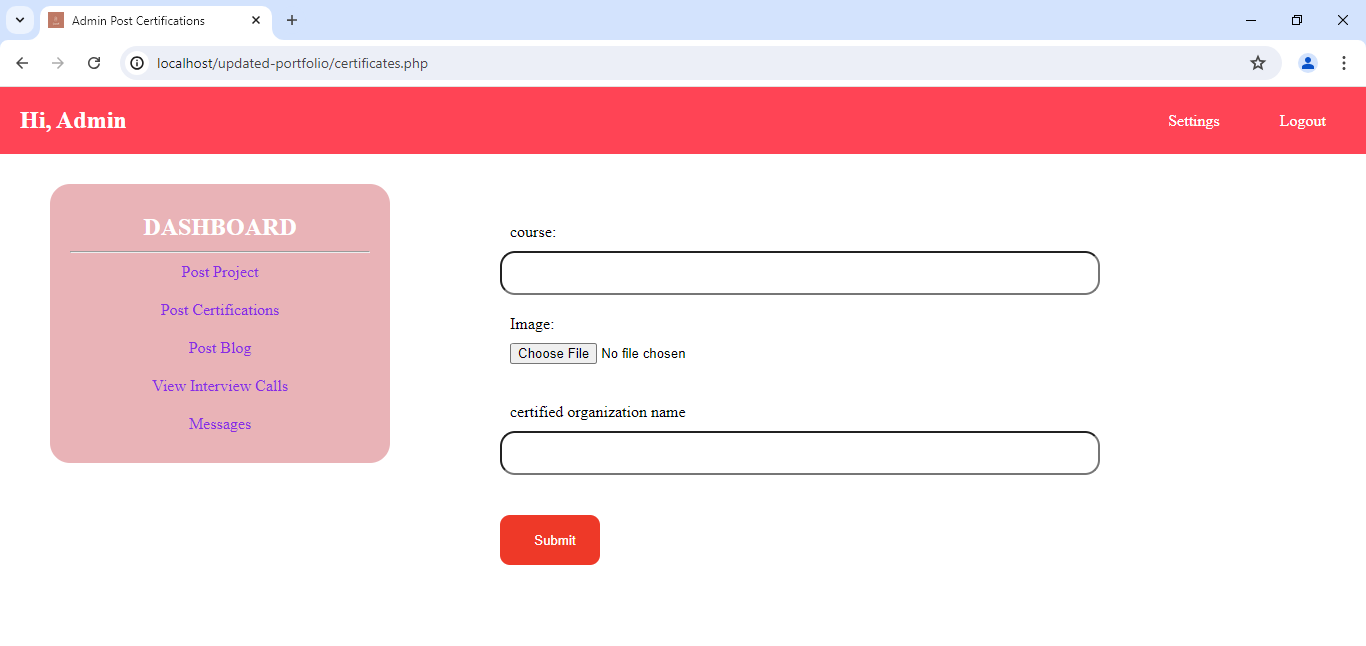 Admin Post Certifications
localhost/updated-portfolio/certificates.php
Hi, Admin
Settings
Logout
DASHBOARD
Post Project
Post Certifications
Post Blog
View Interview Calls
Messages
course:
Image:
Choose File No file chosen
certified organization name
Submit